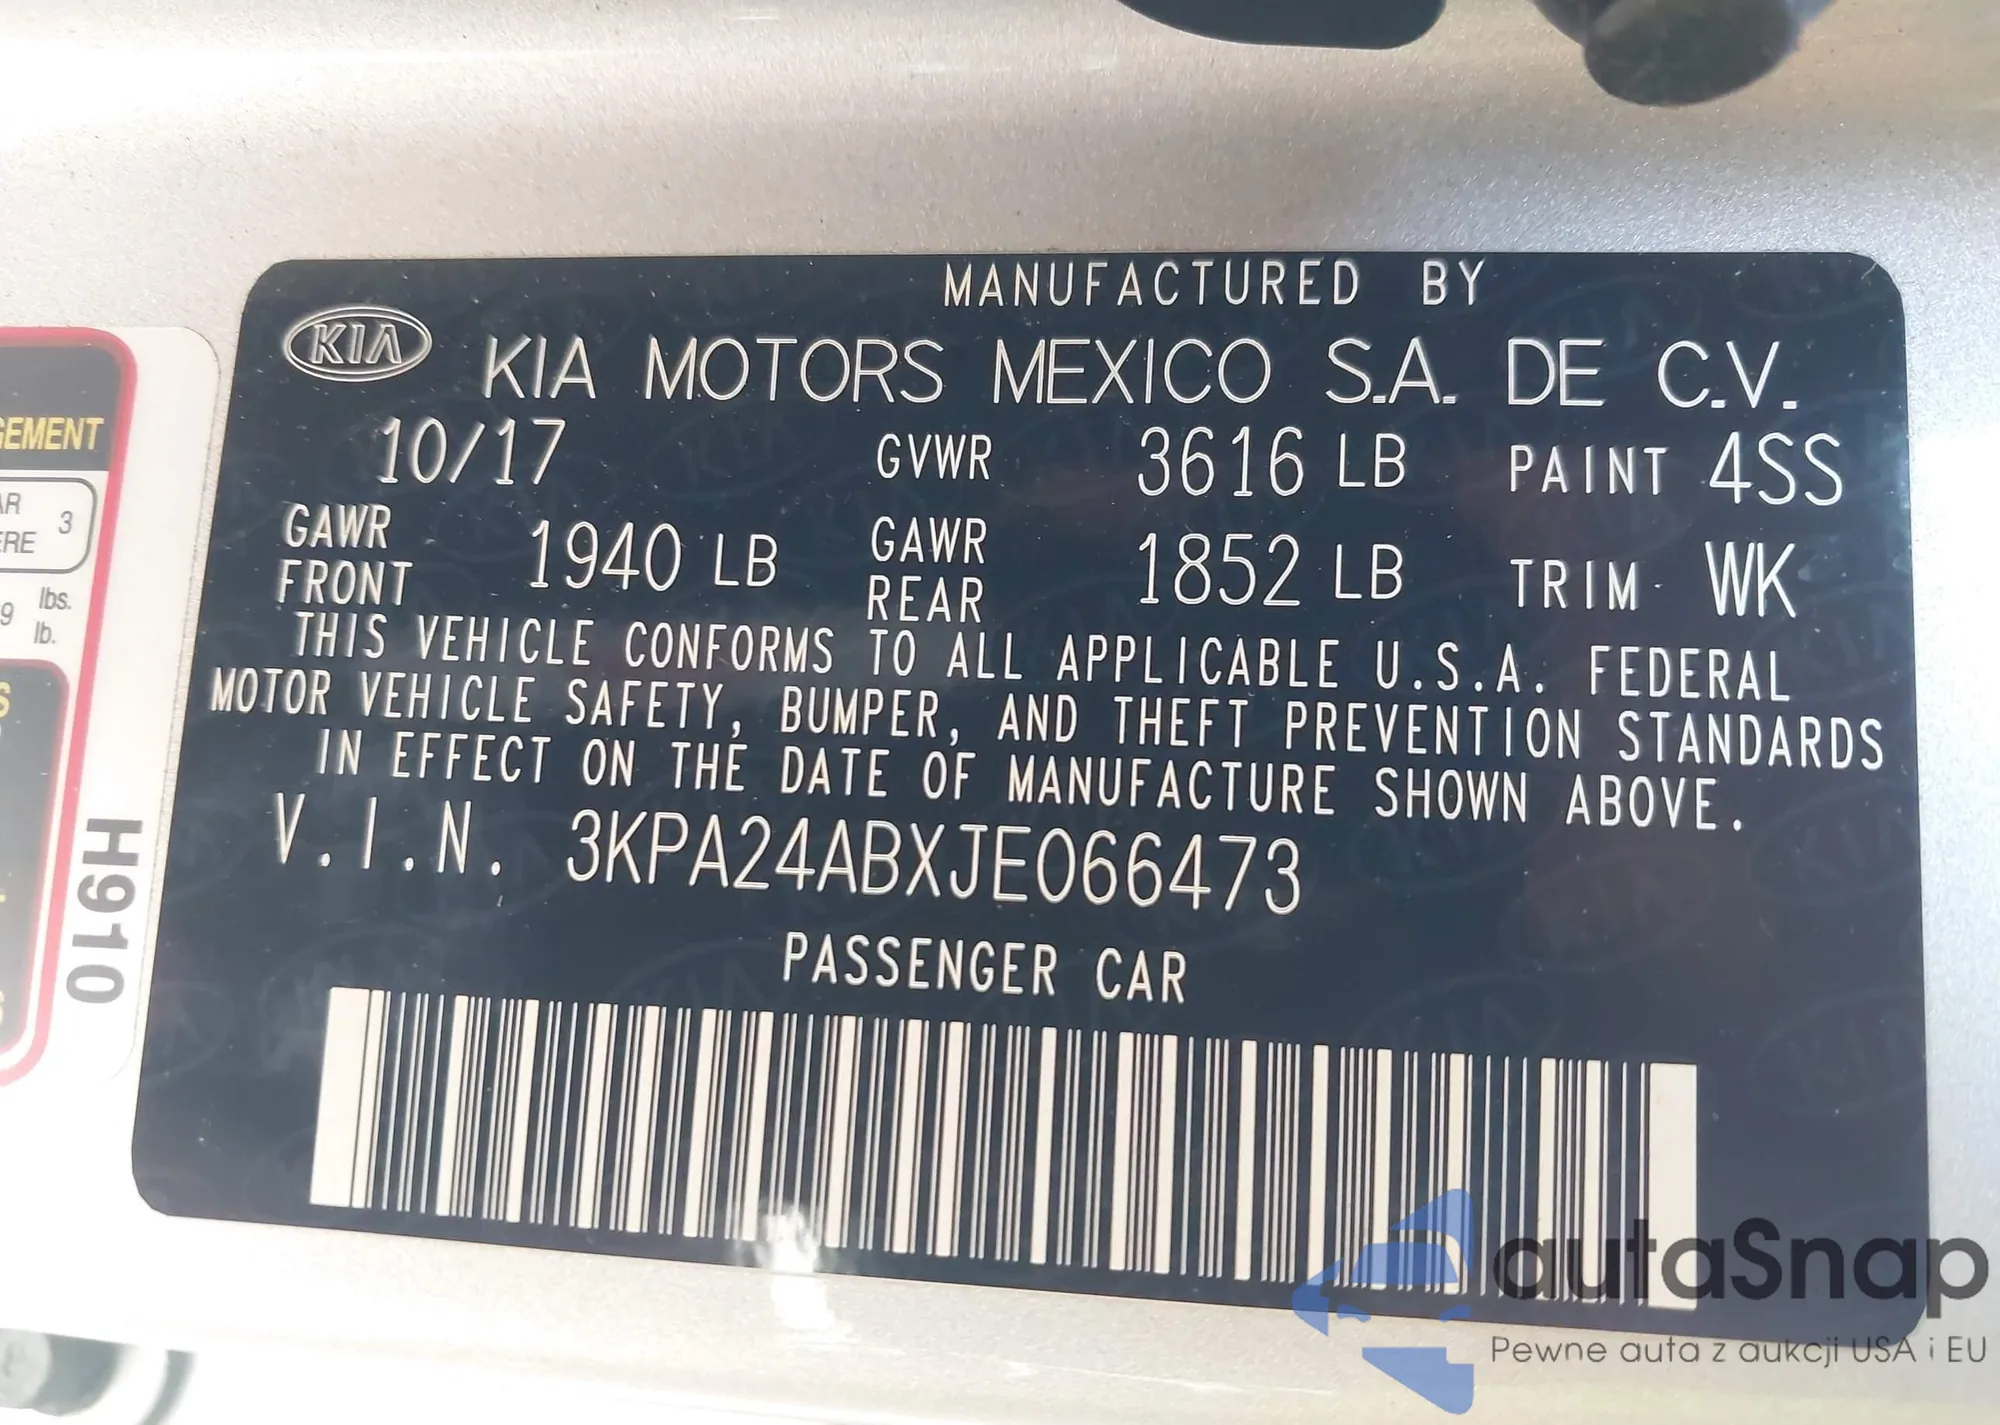 MANUFACTURED BY
KIA KIA MOTORS MEXICO S.A. DE C.V.
10/17 GVWR 3616 LB PAINT 4SS
GAWR FRONT 1940 LB GAWR REAR 1852 LB TRIM WK
THIS VEHICLE CONFORMS TO ALL APPLICABLE U.S.A. FEDERAL
MOTOR VEHICLE SAFETY, BUMPER, AND THEFT PREVENTION STANDARDS
IN EFFECT ON THE DATE OF MANUFACTURE SHOWN ABOVE.
V.I.N. 3KPA24ABXJE066473
PASSENGER CAR
3
lbs.
lb.
H910
autaSnap
Pewne auta z aukcji USA i EU